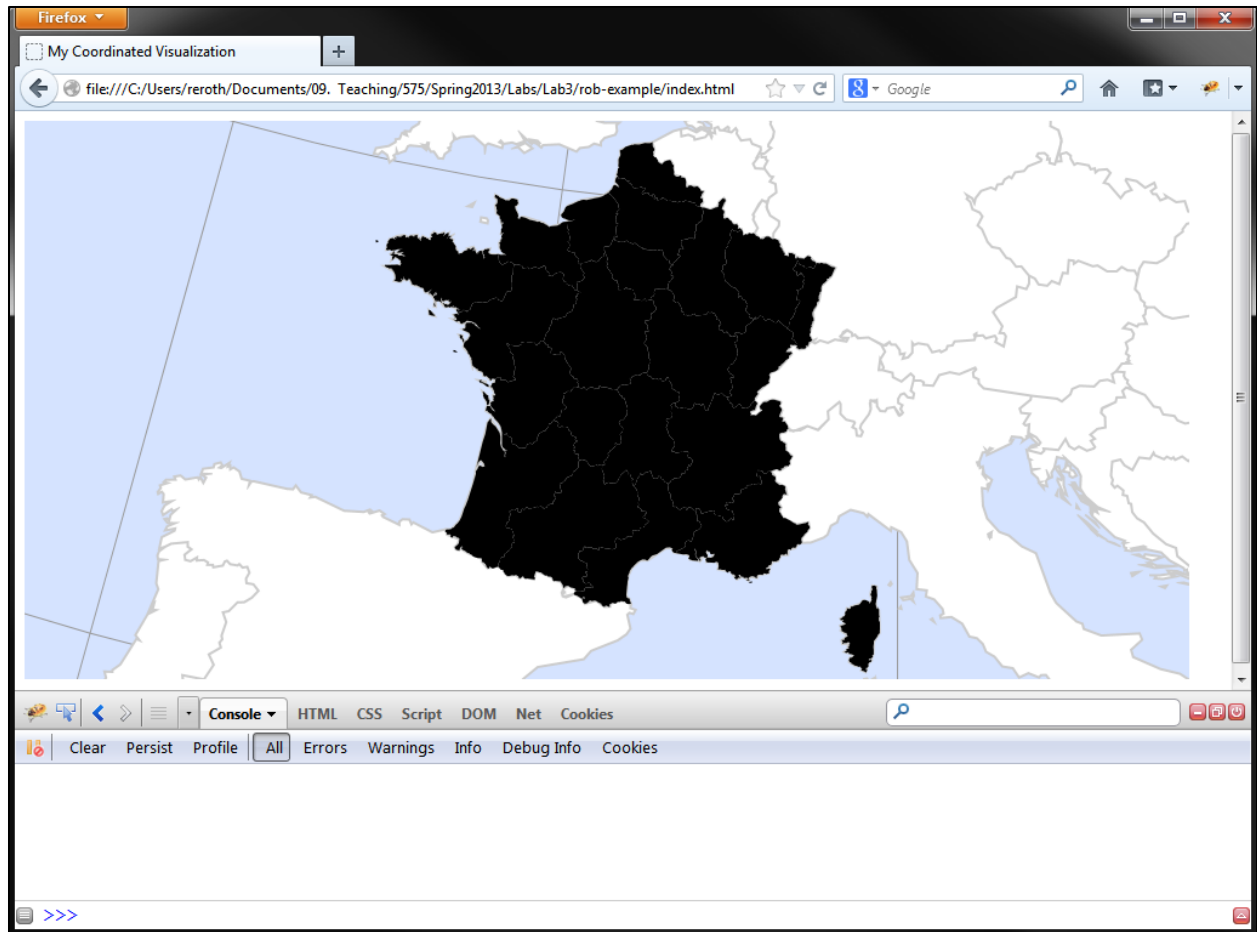 Firefox
My Coordinated Visualization
file:///C:/Users/reroth/Documents/09. Teaching/575/Spring2013/Labs/Lab3/rob-example/index.html
8 Google
Console HTML CSS Script DOM Net Cookies
Clear Persist Profile All Errors Warnings Info Debug Info Cookies
>>>